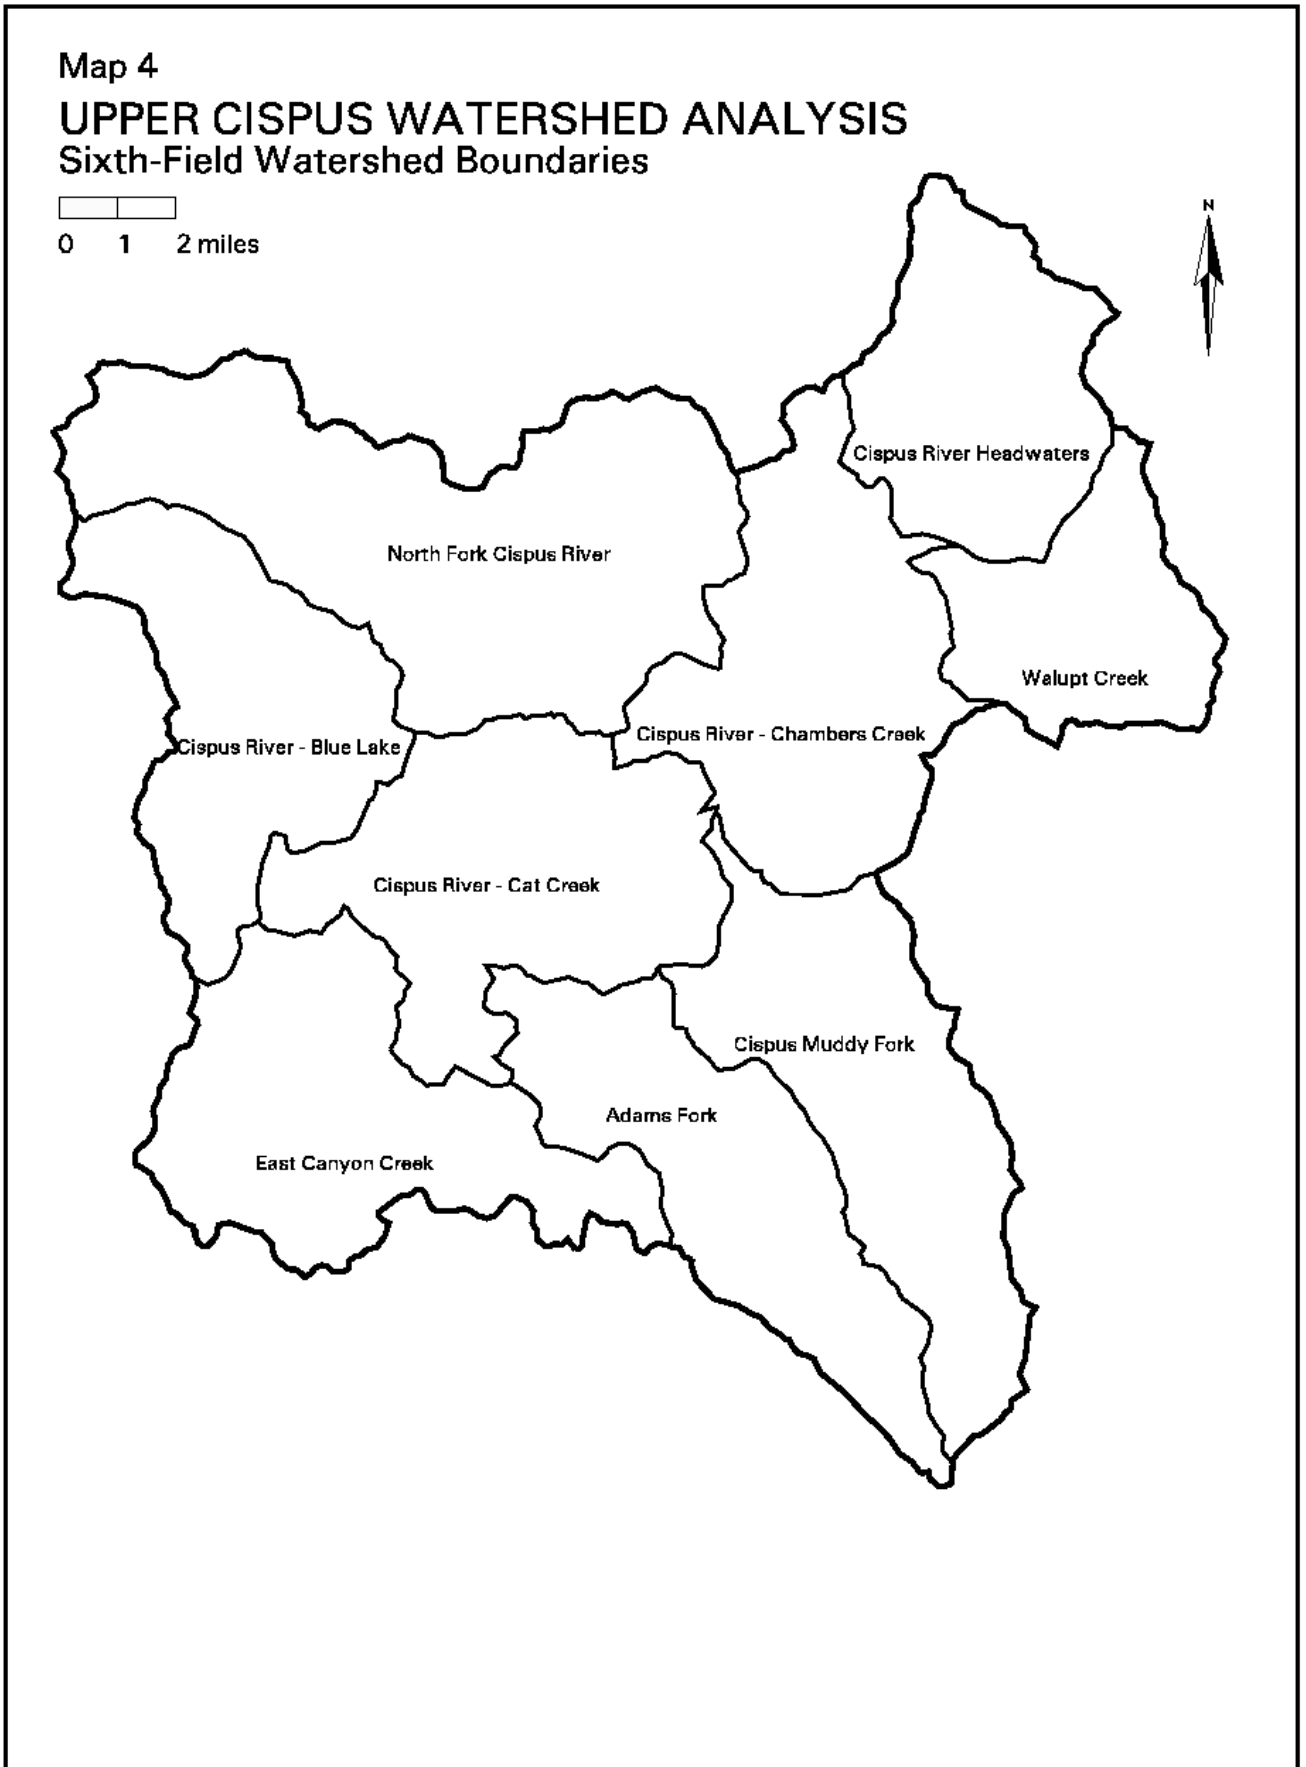 Map 4
UPPER CISPUS WATERSHED ANALYSIS
Sixth-Field Watershed Boundaries
0 1 2 miles
N
Cispus River Headwaters
North Fork Cispus River
Walupt Creek
Cispus River - Chambers Creek
Cispus River - Blue Lake
Cispus River - Cat Creek
Cispus Muddy Fork
Adams Fork
East Canyon Creek